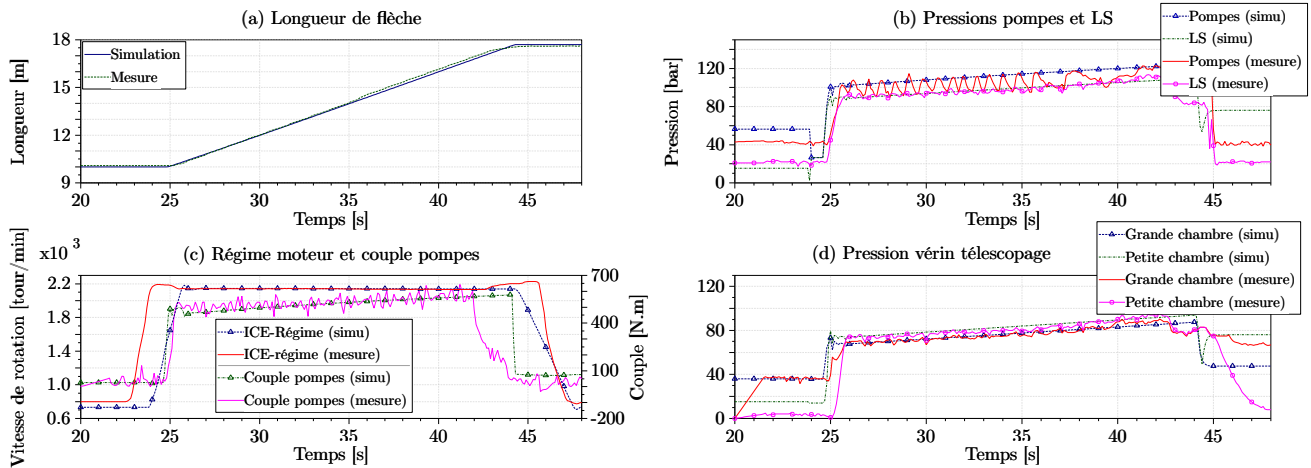 (a) Longueur de flèche
Longueur [m]
18
15
12
9
Simulation
Mesure
20 25 30 35 40 45
Temps [s]
(b) Pressions pompes et LS
Pression [bar]
120
80
40
0
Pompes (simu)
LS (simu)
Pompes (mesure)
LS (mesure)
20 25 30 35 40 45
Temps [s]
(c) Régime moteur et couple pompes
x10 3
Vitesse de rotation [tour/min]
2.2
1.8
1.4
1.0
0.6
ICE-Régime (simu)
ICE-régime (mesure)
Couple pompes (simu)
Couple pompes (mesure)
700
500
300
100
-100
-200
Couple [N.m]
20 25 30 35 40 45
Temps [s]
(d) Pression vérin télescopage
120
80
40
0
Grande chambre (simu)
Petite chambre (simu)
Grande chambre (mesure)
Petite chambre (mesure)
20 25 30 35 40 45
Temps [s]